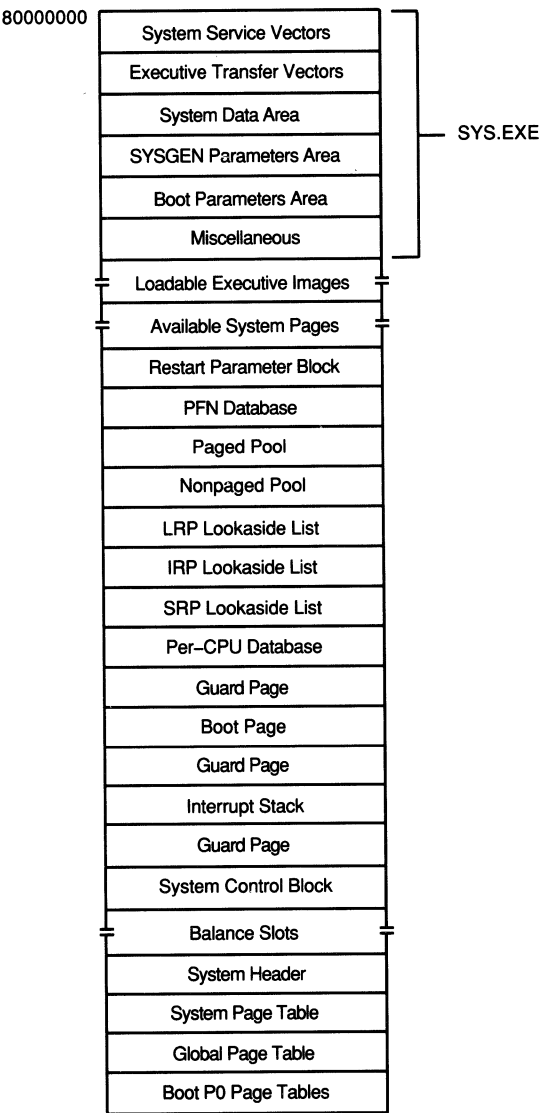 80000000
System Service Vectors
Executive Transfer Vectors
System Data Area
SYS.EXE
SYSGEN Parameters Area
Boot Parameters Area
Miscellaneous
Loadable Executive Images
Available System Pages
Restart Parameter Block
PFN Database
Paged Pool
Nonpaged Pool
LRP Lookaside List
IRP Lookaside List
SRP Lookaside List
Per–CPU Database
Guard Page
Boot Page
Guard Page
Interrupt Stack
Guard Page
System Control Block
Balance Slots
System Header
System Page Table
Global Page Table
Boot P0 Page Tables